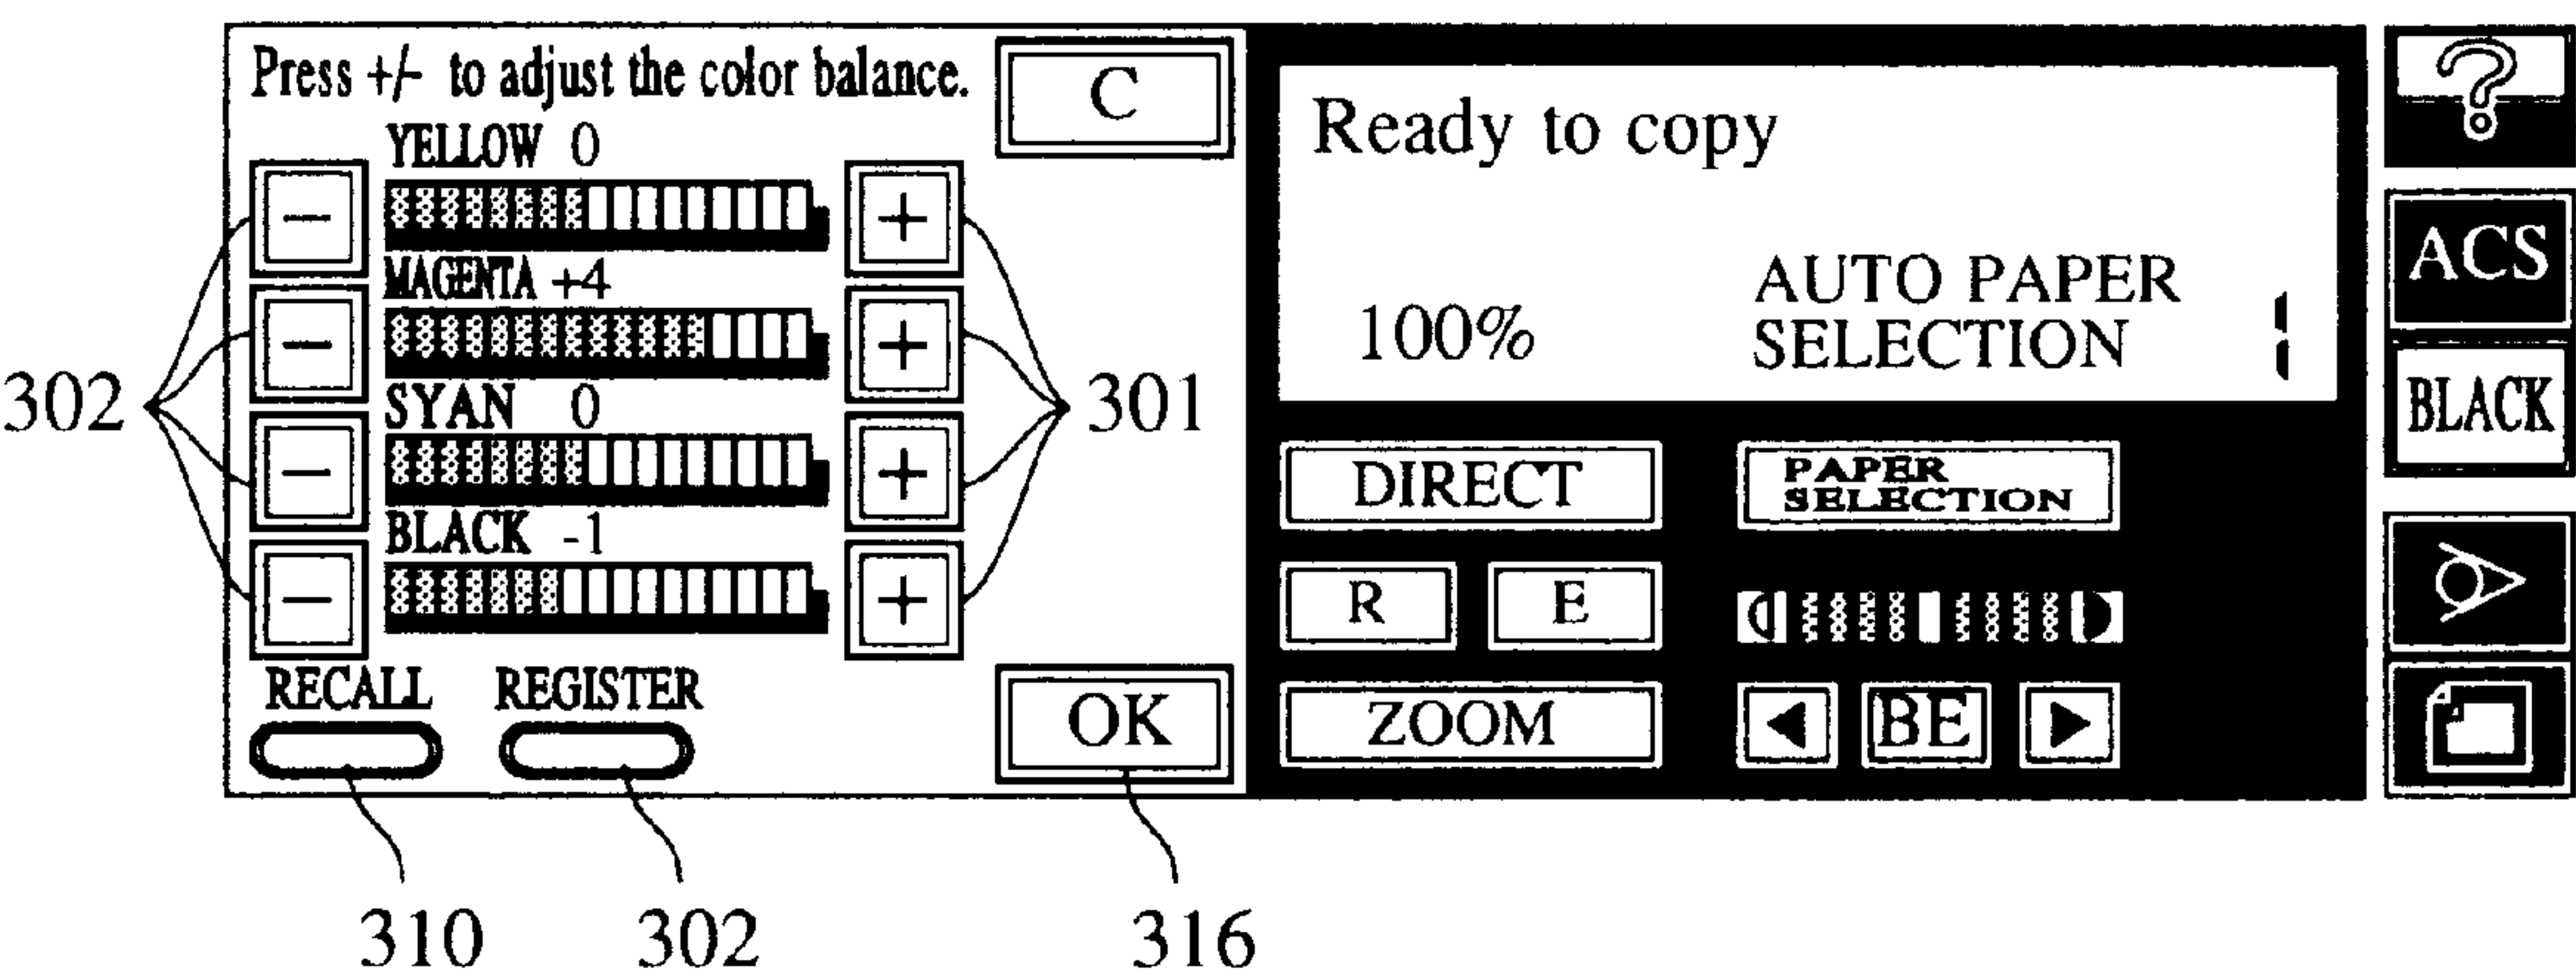 Press +/- to adjust the color balance.
C
YELLOW 0
− +
MAGENTA +4
− +
SYAN 0
− +
BLACK -1
− +
302
301
RECALL REGISTER
OK
310 302 316
Ready to copy
100%
AUTO PAPER
SELECTION
1
DIRECT
PAPER
SELECTION
R E
ZOOM
BE
?
ACS
BLACK